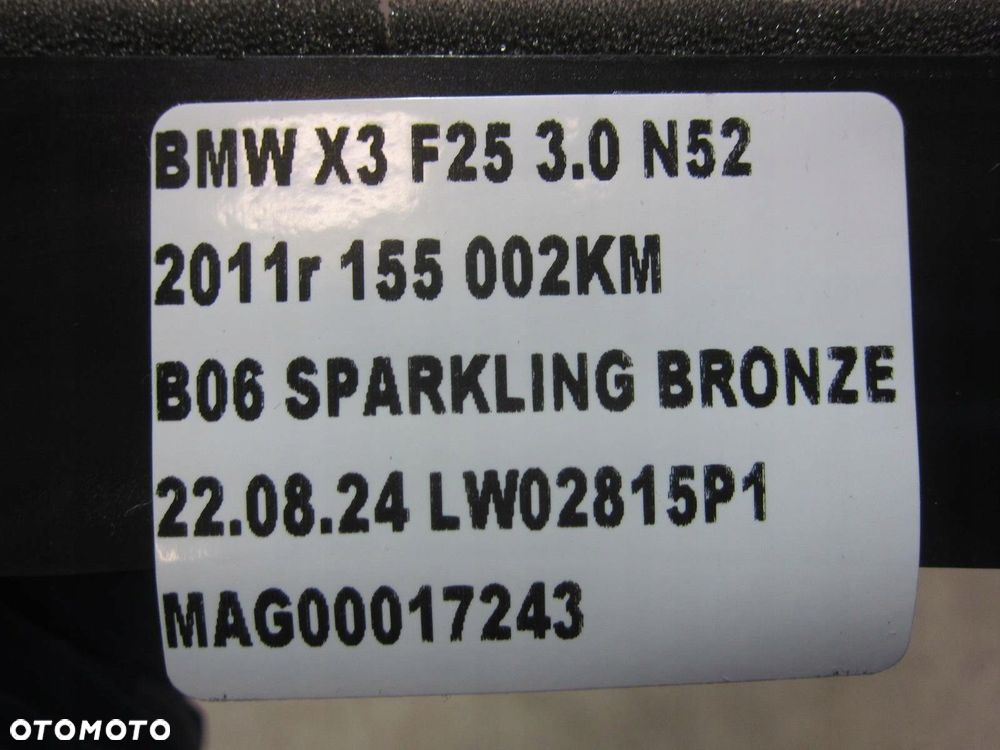 BMW X3 F25 3.0 N52
2011r 155 002KM
B06 SPARKLING BRONZE
22.08.24 LW02815P1
MAG00017243
OTOMOTO